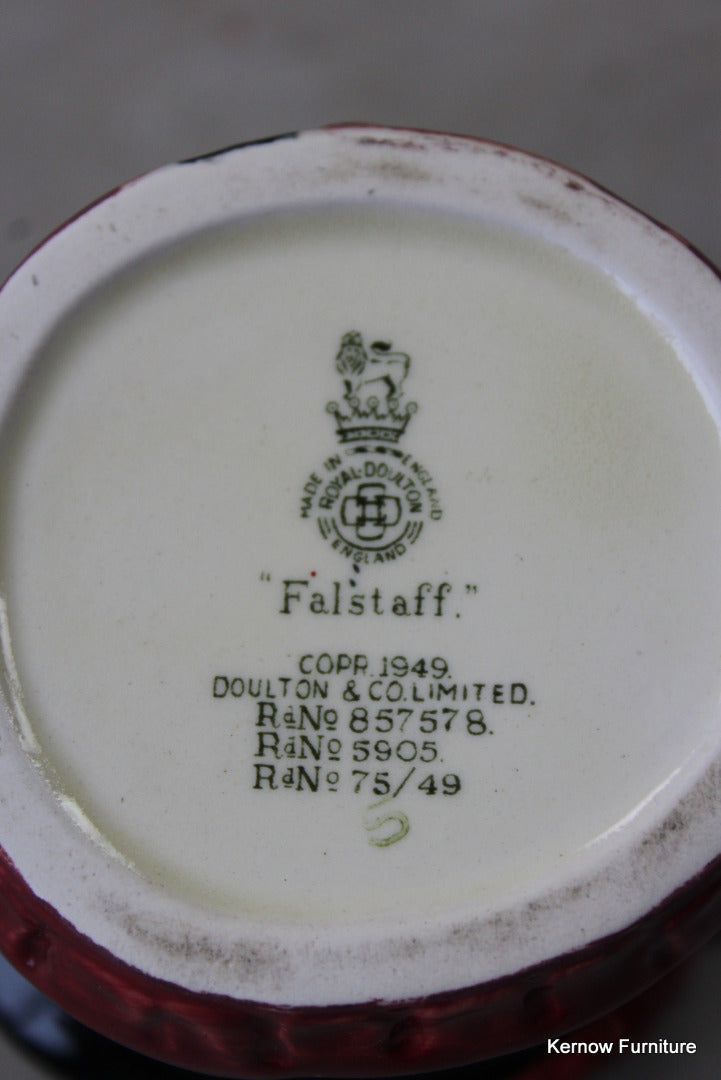 MADE IN ENGLAND
ROYAL·DOULTON
ENGLAND
"Falstaff."
COPR. 1949.
DOULTON & CO. LIMITED.
RdNo 857578.
RdNo 5905.
RdNo 75/49
Kernow Furniture